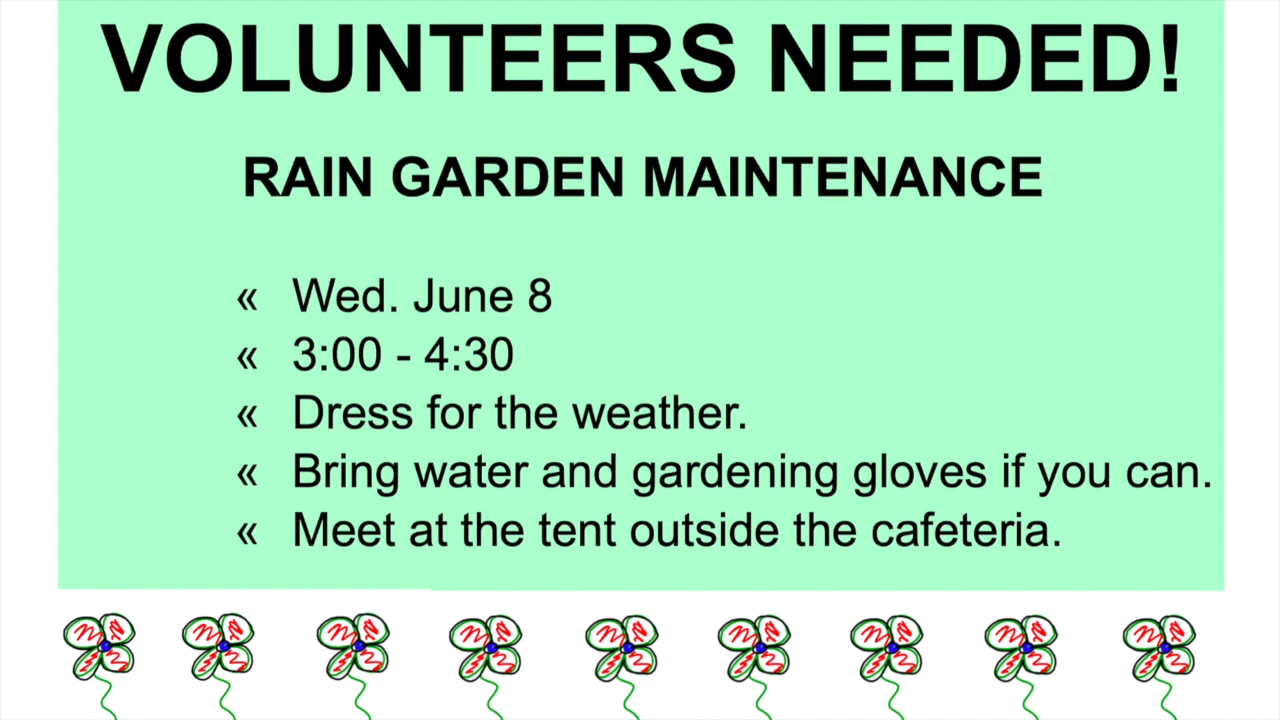 VOLUNTEERS NEEDED!
RAIN GARDEN MAINTENANCE
« Wed. June 8
« 3:00 - 4:30
« Dress for the weather.
« Bring water and gardening gloves if you can.
« Meet at the tent outside the cafeteria.